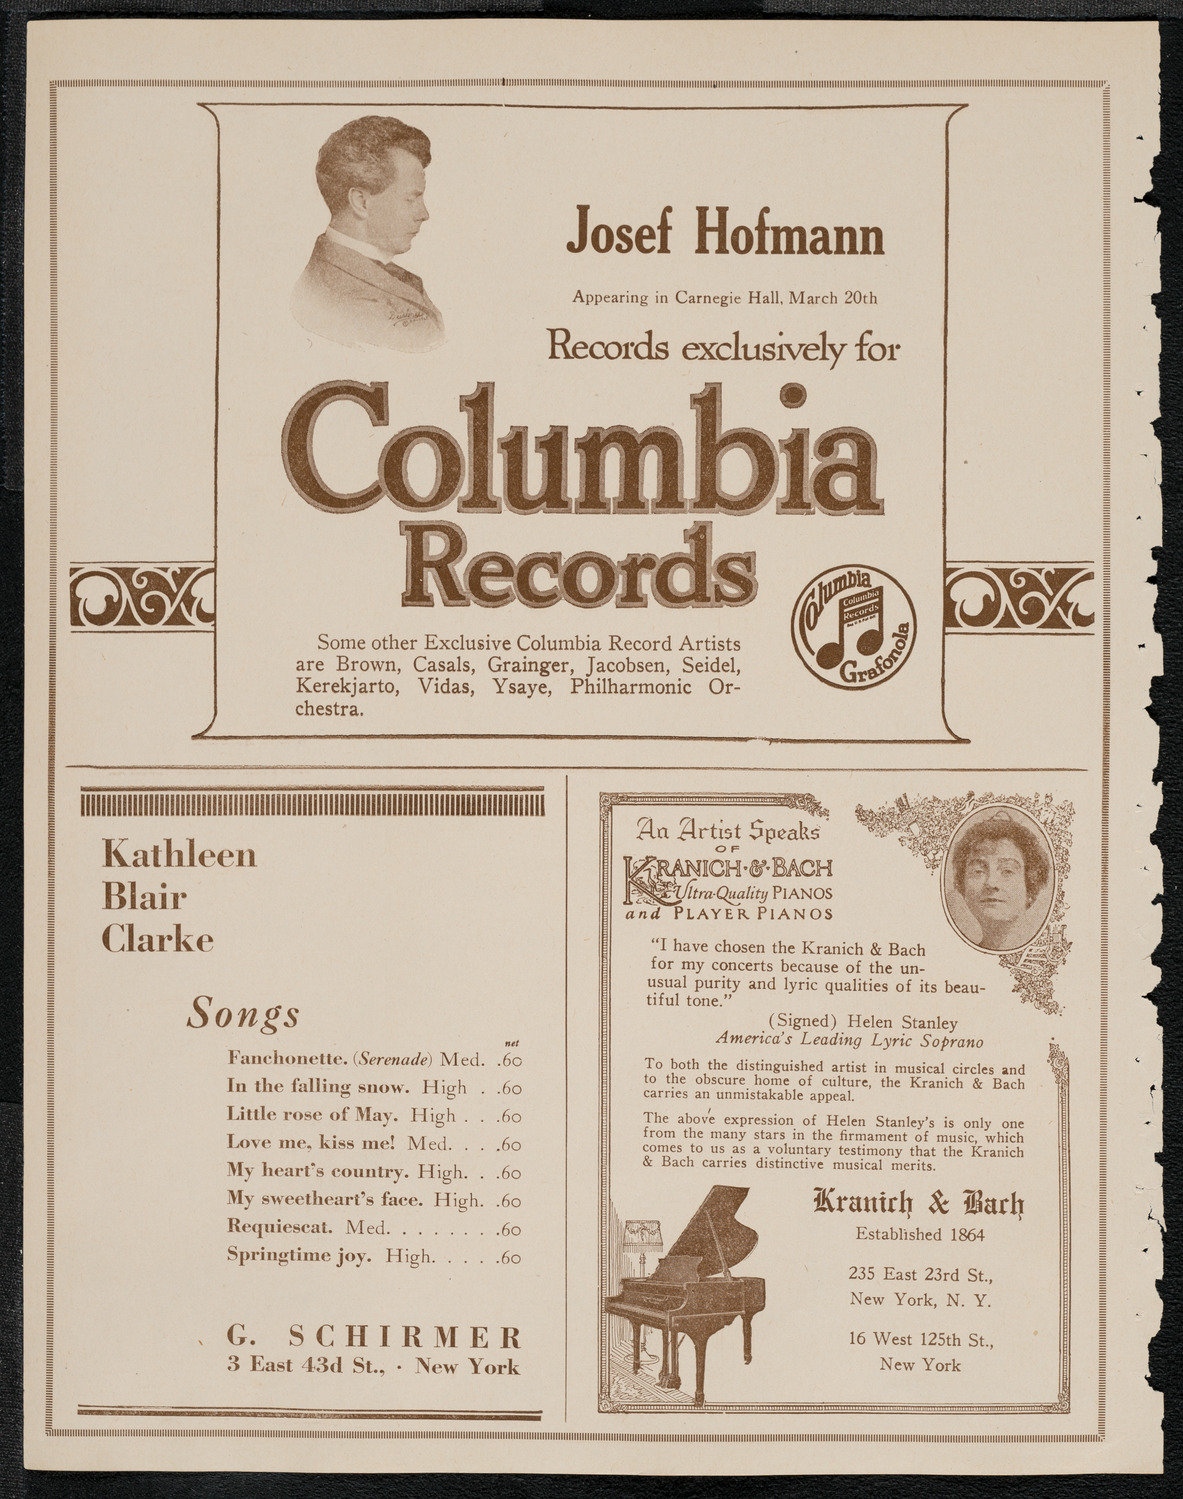 Josef Hofmann
Appearing in Carnegie Hall, March 20th
Records exclusively for
Columbia
Records
Some other Exclusive Columbia Record Artists
are Brown, Casals, Grainger, Jacobsen, Seidel,
Kerekjarto, Vidas, Ysaye, Philharmonic Or-
chestra.
Columbia
Columbia
Records
Grafonola
Kathleen
Blair
Clarke
Songs
net
Fanchonette. (Serenade) Med. .60
In the falling snow. High . .60
Little rose of May. High . . .60
Love me, kiss me! Med. . . .60
My heart's country. High. . .60
My sweetheart's face. High. .60
Requiescat. Med. . . . . . . .60
Springtime joy. High. . . . .60
G. SCHIRMER
3 East 43d St., · New York
An Artist Speaks
OF
KRANICH·&·BACH
Ultra-Quality PIANOS
and PLAYER PIANOS
"I have chosen the Kranich & Bach
for my concerts because of the un-
usual purity and lyric qualities of its beau-
tiful tone."
(Signed) Helen Stanley
America's Leading Lyric Soprano
To both the distinguished artist in musical circles and
to the obscure home of culture, the Kranich & Bach
carries an unmistakable appeal.
The above expression of Helen Stanley's is only one
from the many stars in the firmament of music, which
comes to us as a voluntary testimony that the Kranich
& Bach carries distinctive musical merits.
Kranich & Bach
Established 1864
235 East 23rd St.,
New York, N. Y.
16 West 125th St.,
New York